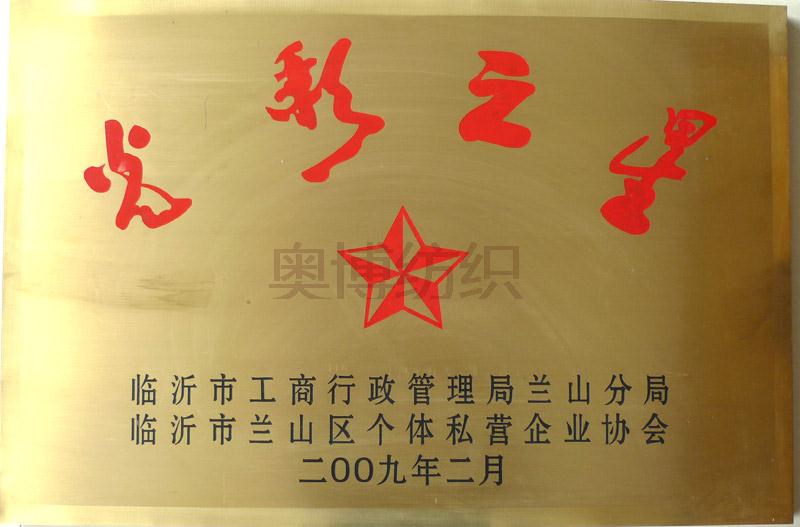 光彩之星
奥博纺织
临沂市工商行政管理局兰山分局
临沂市兰山区个体私营企业协会
二OO九年二月